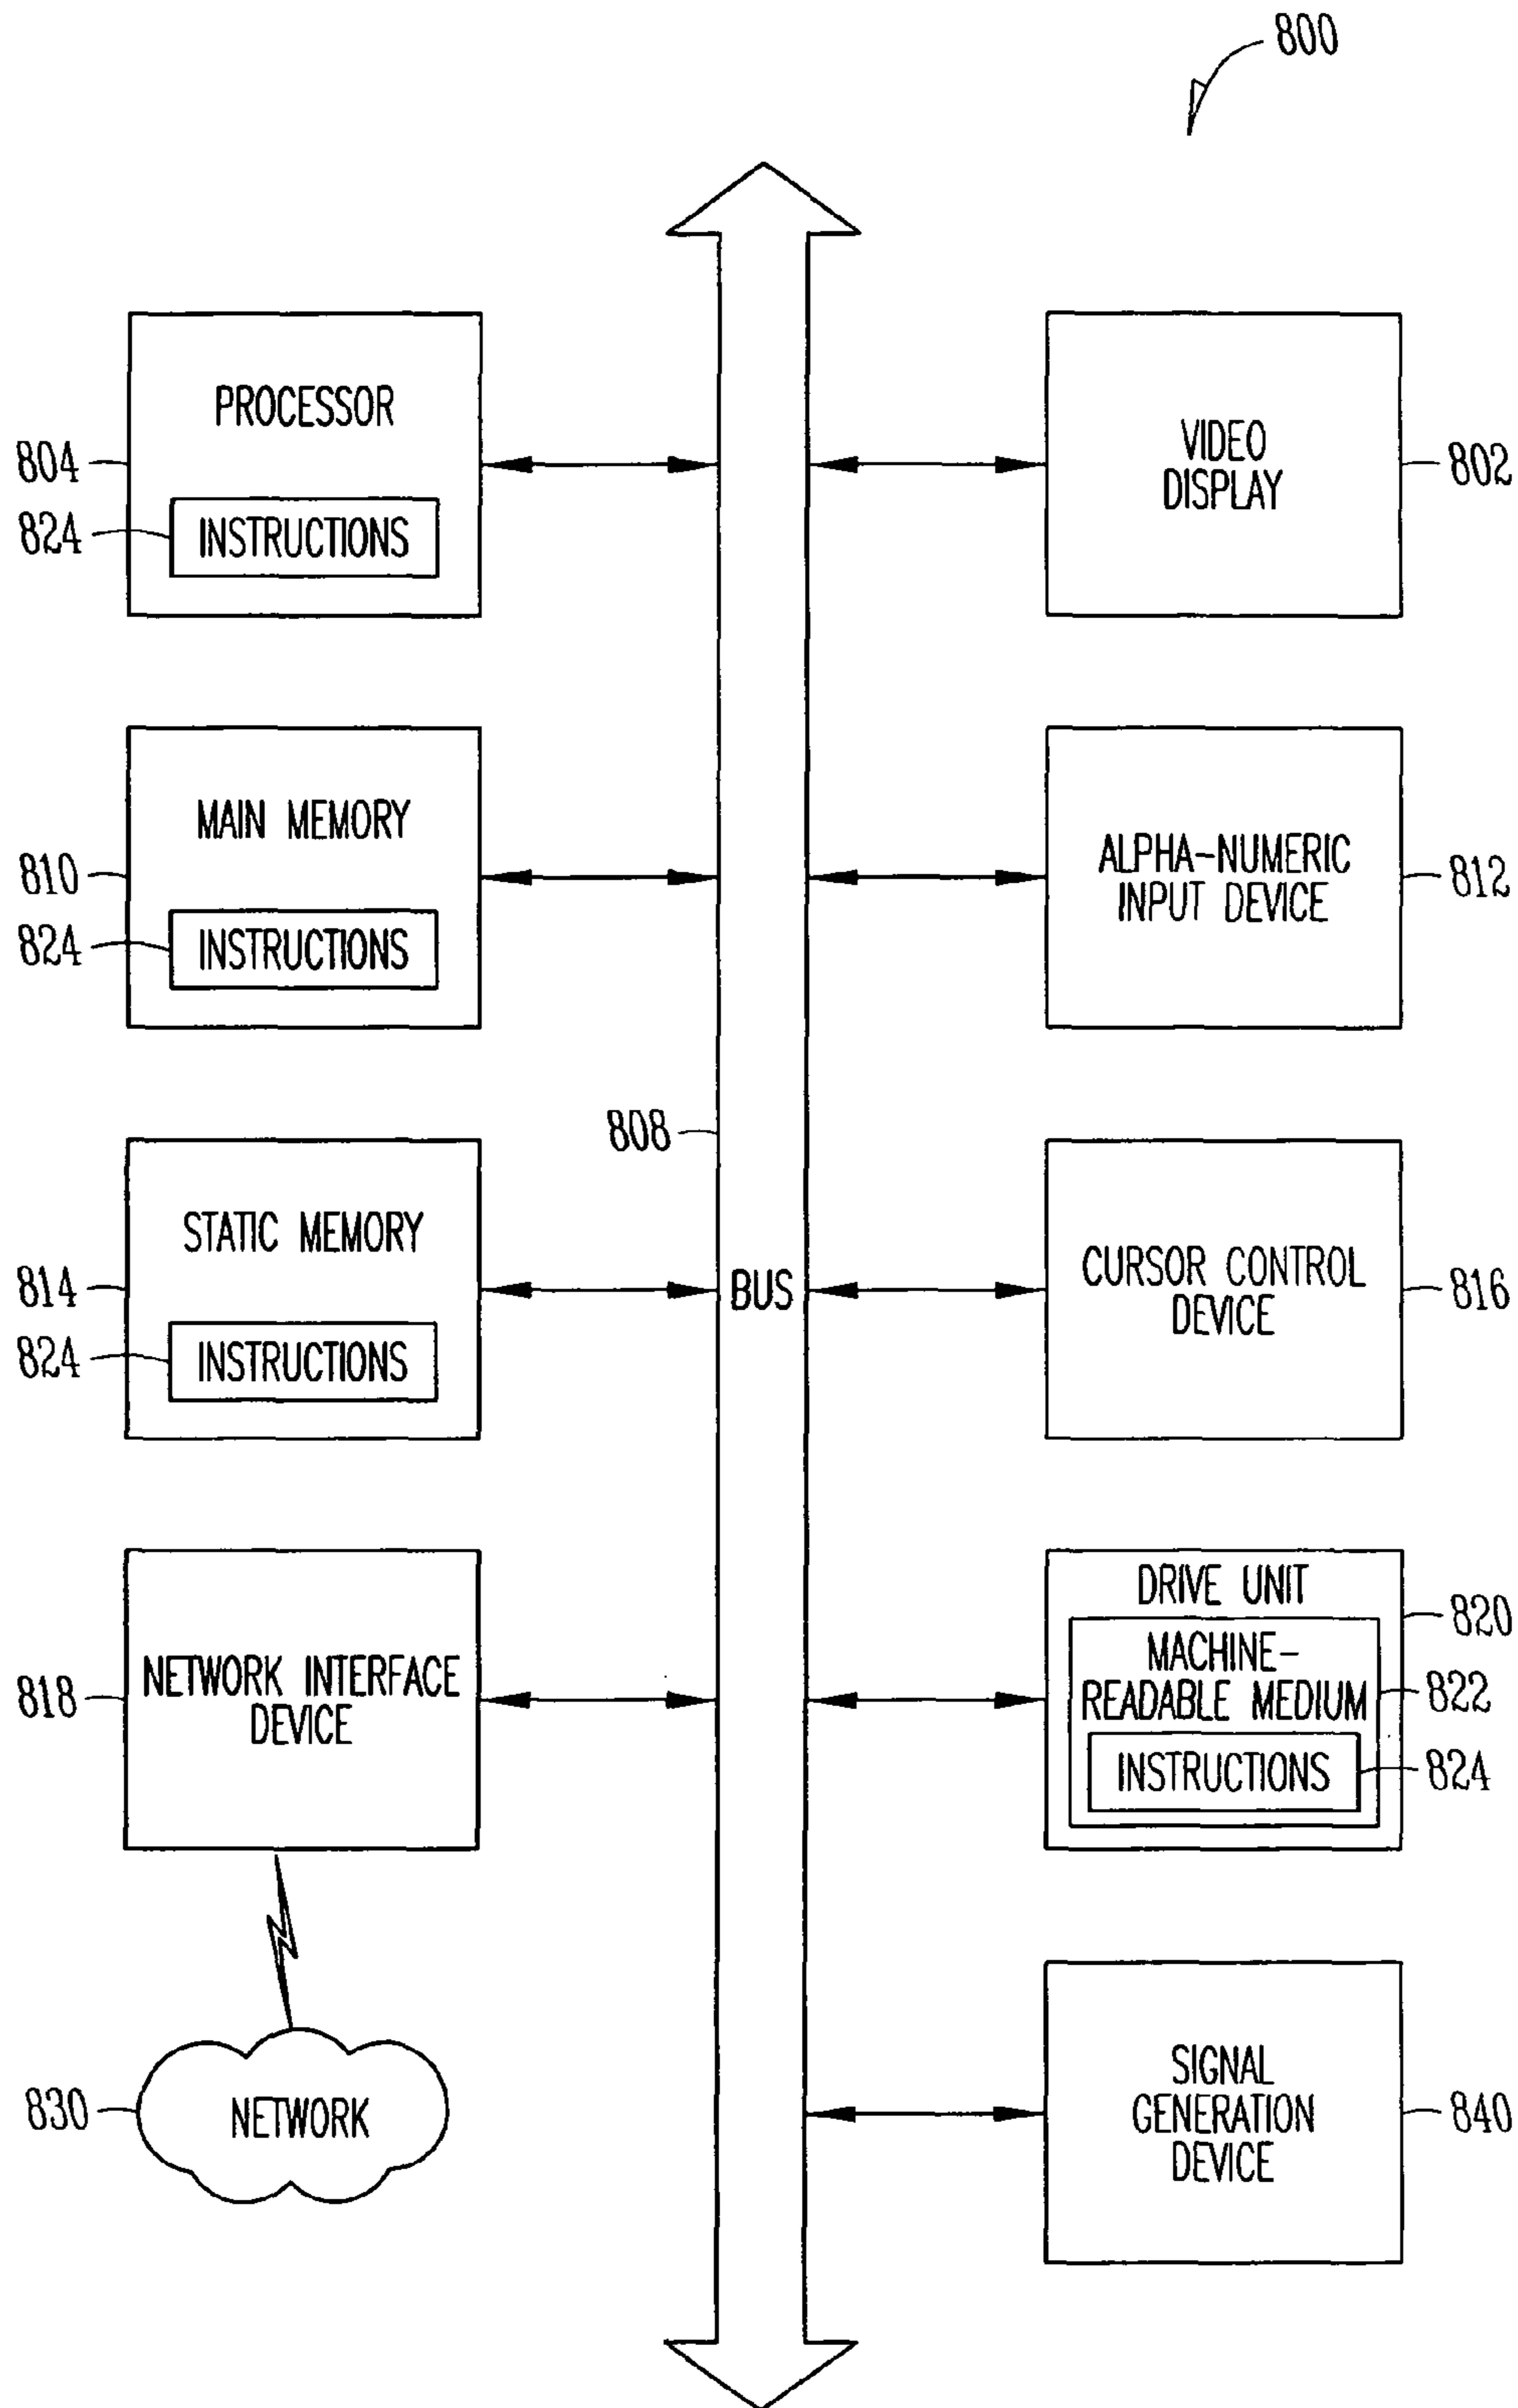 800
PROCESSOR
804
824
INSTRUCTIONS
VIDEO
DISPLAY
802
MAIN MEMORY
810
824
INSTRUCTIONS
ALPHA-NUMERIC
INPUT DEVICE
812
808
BUS
STATIC MEMORY
814
824
INSTRUCTIONS
CURSOR CONTROL
DEVICE
816
NETWORK INTERFACE
DEVICE
818
DRIVE UNIT
820
MACHINE-
READABLE MEDIUM
822
INSTRUCTIONS
824
830
NETWORK
SIGNAL
GENERATION
DEVICE
840